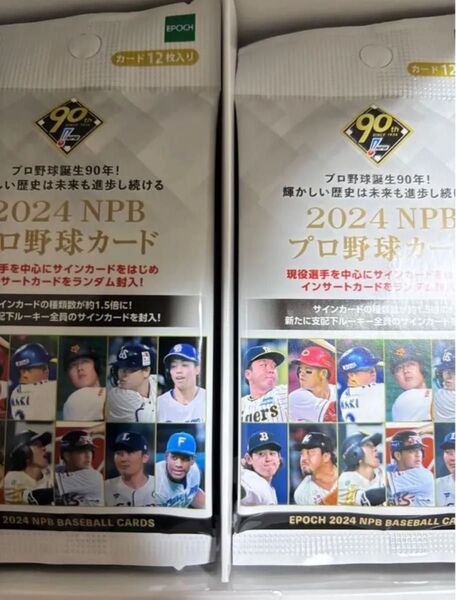 EPOCH
カード12枚入り
90th
SINCE 1934
プロ野球誕生90年!
い歴史は未来も進歩し続ける
2024 NPB
ロ野球カード
手を中心にサインカードをはじめ
サートカードをランダム封入!
インカードの種類数が約1.5倍に!
配下ルーキー全員のサインカードを封入!
2024 NPB BASEBALL CARDS
カード12
90th
SINCE 1934
プロ野球誕生90年!
輝かしい歴史は未来も進歩し続け
2024 NPB
プロ野球カー
現役選手を中心にサインカードを
インサートカードをランダム封入
サインカードの種類数が約1.5倍に!
新たに支配下ルーキー全員のサインカード
igers
EPOCH 2024 NPB BASEBALL CARD